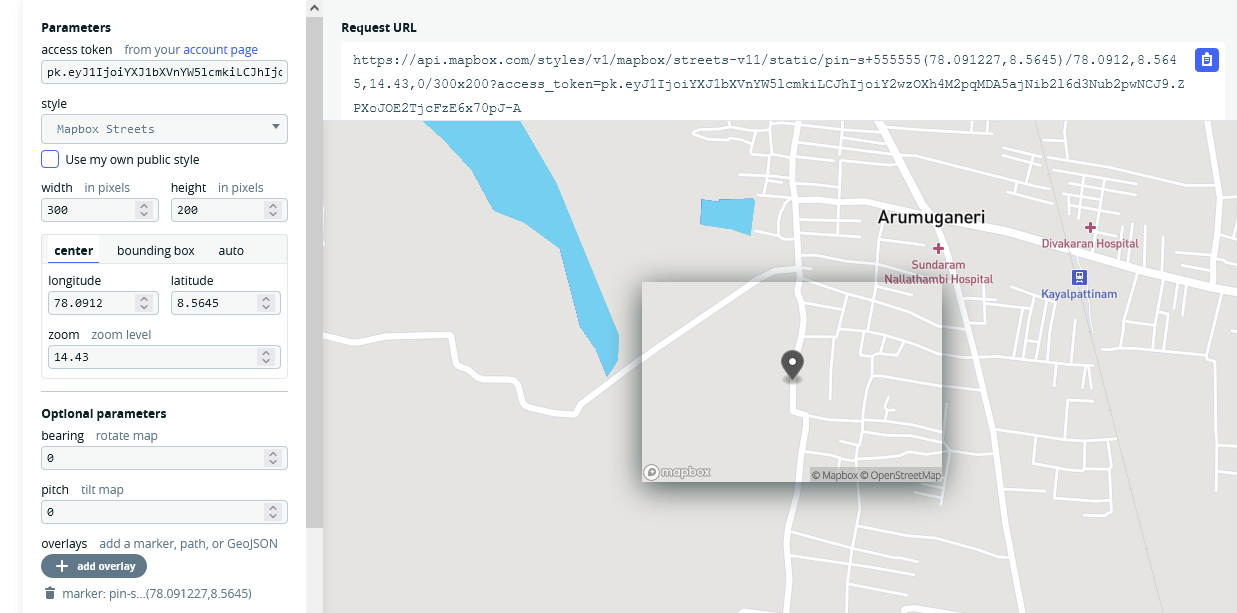 Parameters
access token from your account page
pk.eyJ1IjoiYXJ1bXVnYW5lcmkiLCJhIjo
style
Mapbox Streets
Use my own public style
width in pixels height in pixels
300 200
center bounding box auto
longitude latitude
78.0912 8.5645
zoom zoom level
14.43
Optional parameters
bearing rotate map
0
pitch tilt map
0
overlays add a marker, path, or GeoJSON
add overlay
marker: pin-s...(78.091227,8.5645)
Request URL
https://api.mapbox.com/styles/v1/mapbox/streets-v11/static/pin-s+555555(78.091227,8.5645)/78.0912,8.564
5,14.43,0/300x200?access_token=pk.eyJ1IjoiYXJ1bXVnYW5lcmkiLCJhIjoiY2wzOXh4M2pqMDA5ajNib2l6d3Nub2pwNCJ9.Z
PXoJOE2TjcFzE6x70pJ-A
Arumuganeri
Divakaran Hospital
Sundaram
Nallathambi Hospital
Kayalpattinam
mapbox
© Mapbox © OpenStreetMap